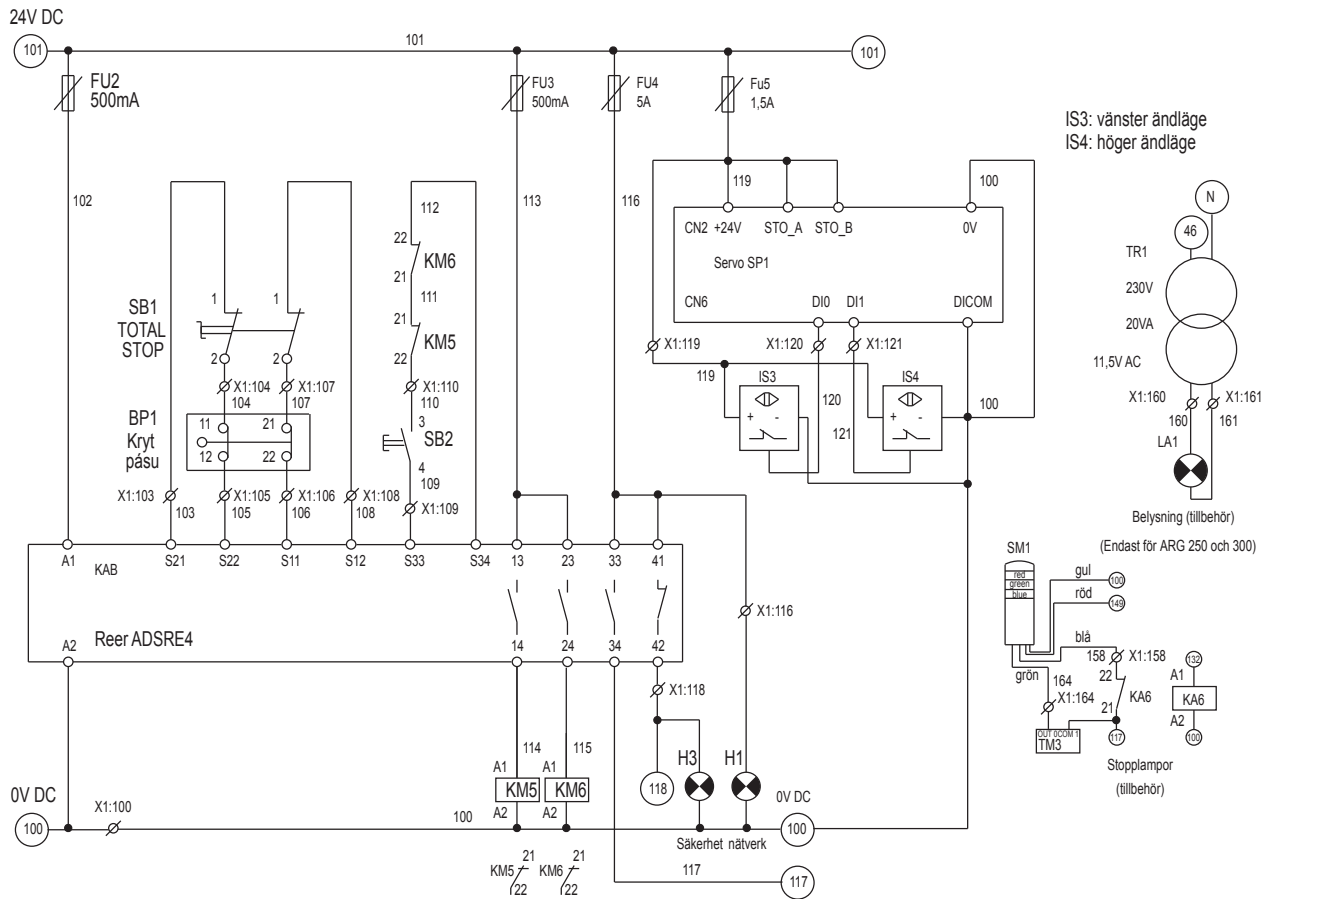 24V DC
101
101
101
FU2
500mA
FU3
500mA
FU4
5A
Fu5
1,5A
IS3: vänster ändläge
IS4: höger ändläge
102
112
113
116
119
100
N
46
TR1
230V
20VA
11,5V AC
CN2 +24V STO_A STO_B 0V
Servo SP1
CN6 DI0 DI1 DICOM
22
KM6
21
111
21
KM5
22
SB1
TOTAL
STOP
1
1
2
2
X1:104
X1:107
104
107
X1:110
110
X1:119
X1:120
X1:121
119
IS3
IS4
+ -
+ -
120
121
100
X1:160
X1:161
160
161
LA1
BP1
Kryt
pásu
11
21
12
22
3
SB2
4
109
X1:103
X1:105
X1:106
X1:108
X1:109
103
105
106
108
Belysning (tillbehör)
(Endast för ARG 250 och 300)
A1
KAB
S21
S22
S11
S12
S33
S34
13
23
33
41
A2
Reer ADSRE4
14
24
34
42
X1:116
X1:118
SM1
red
green
blue
gul
100
röd
149
blå
158
X1:158
grön
164
X1:164
22
KA6
21
132
A1
KA6
A2
100
OUT 0COM 1
TM3
117
Stopplampor
(tillbehör)
114
115
A1
KM5
A2
A1
KM6
A2
118
H3
H1
0V DC
100
X1:100
100
0V DC
100
Säkerhet nätverk
KM5
21
22
KM6
21
22
117
117